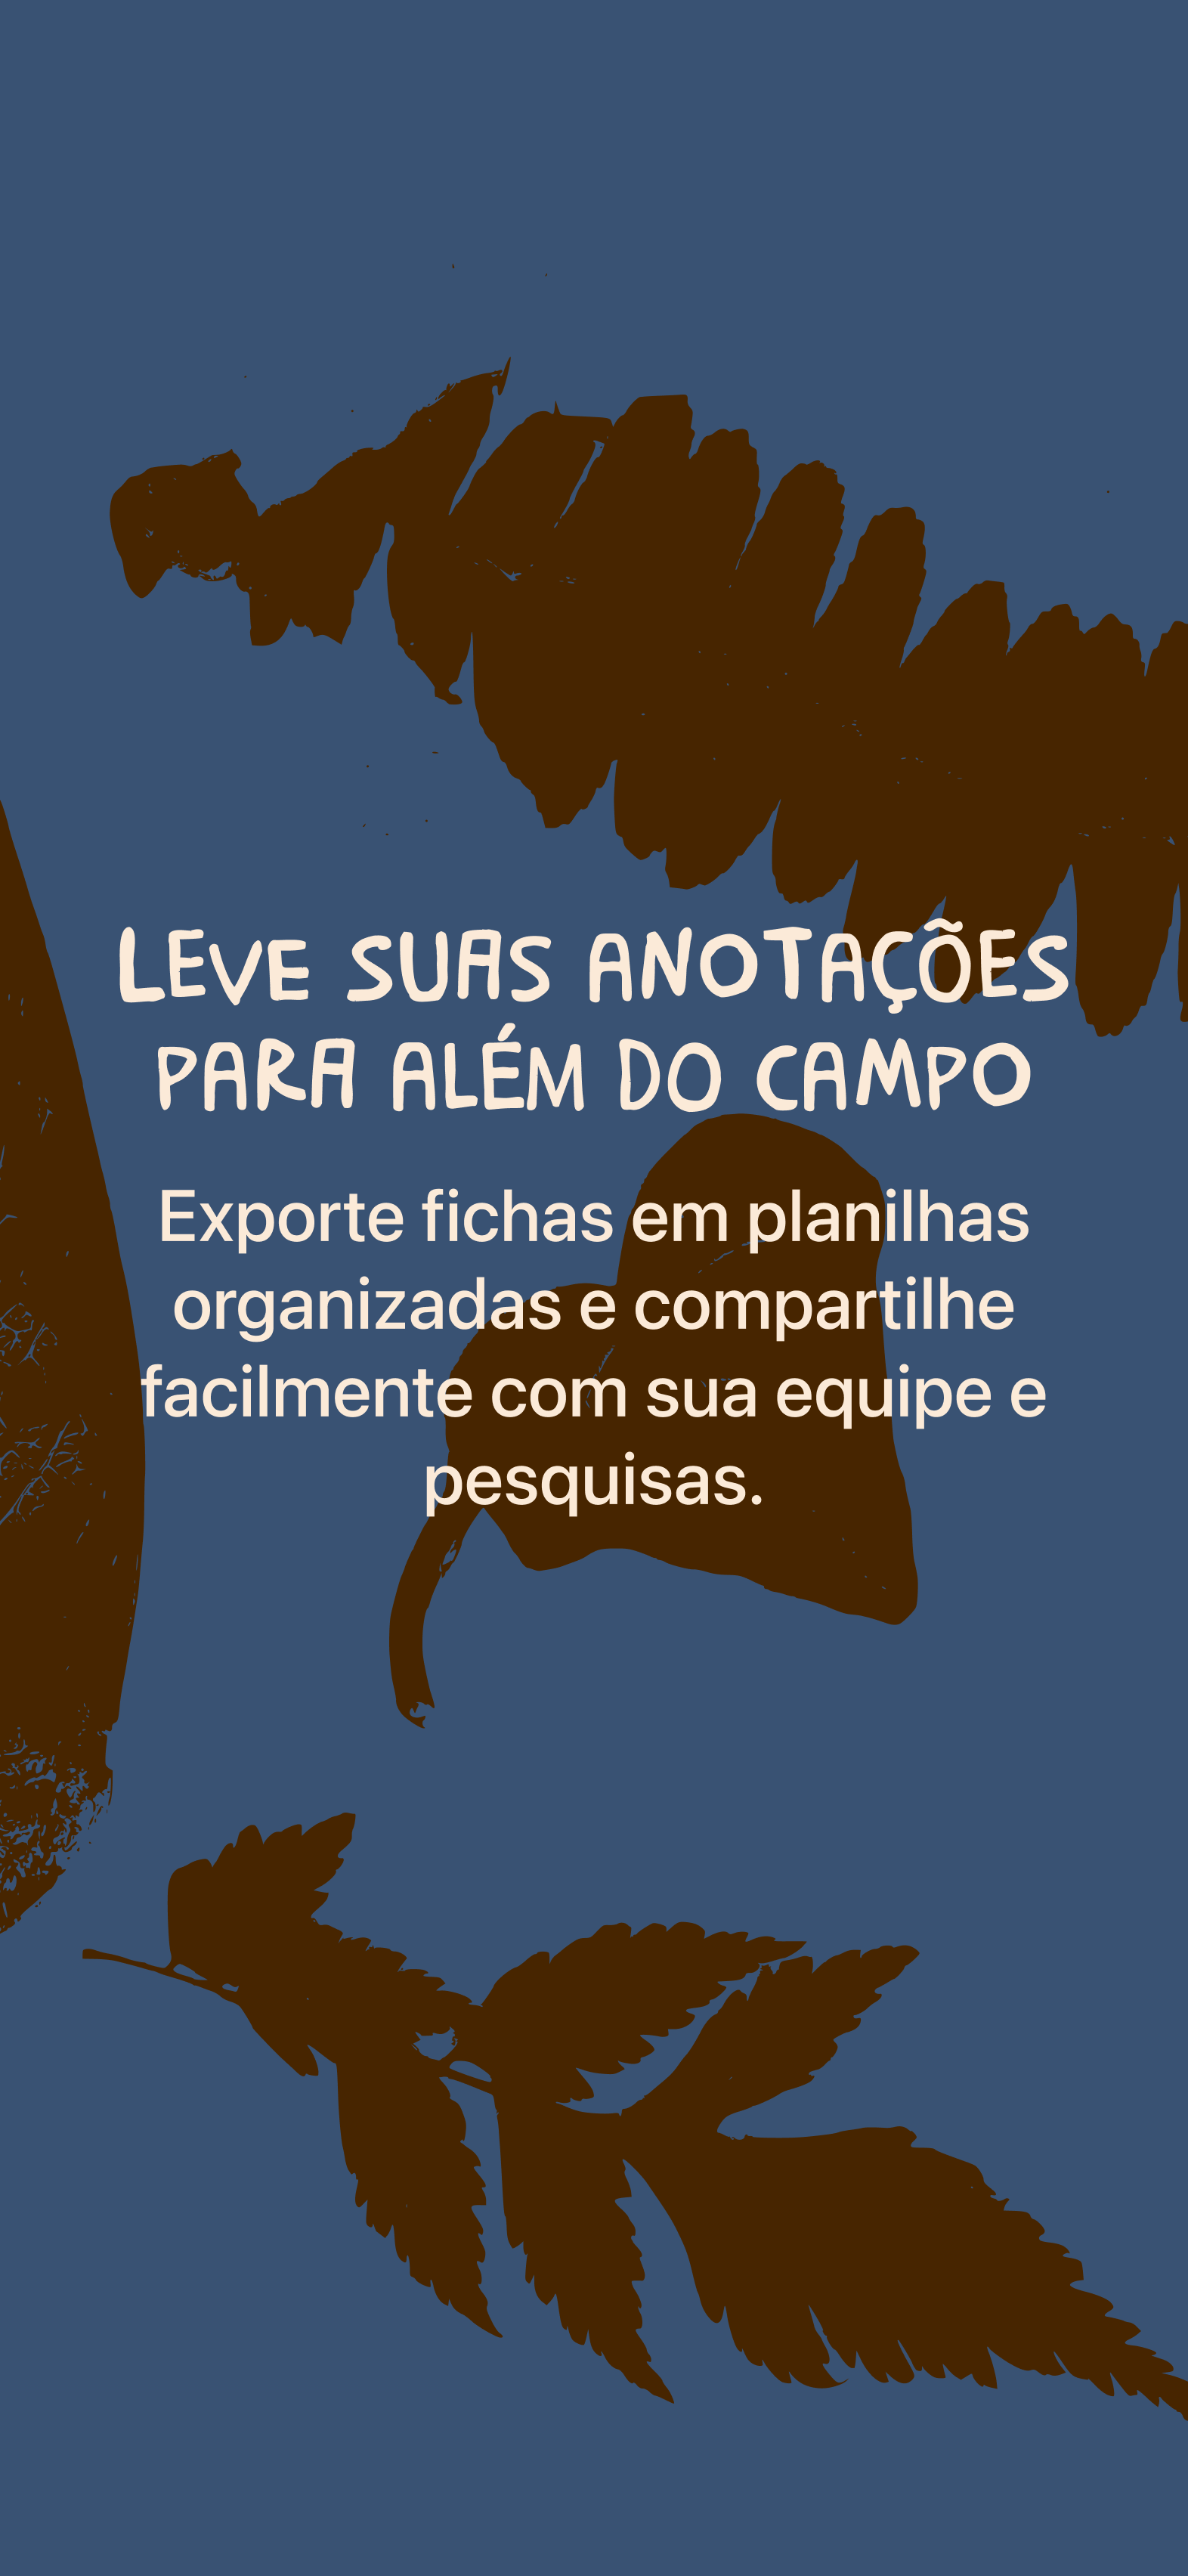 LEVE SUAS ANOTAÇÕES
PARA ALÉM DO CAMPO
Exporte fichas em planilhas
organizadas e compartilhe
facilmente com sua equipe e
pesquisas.